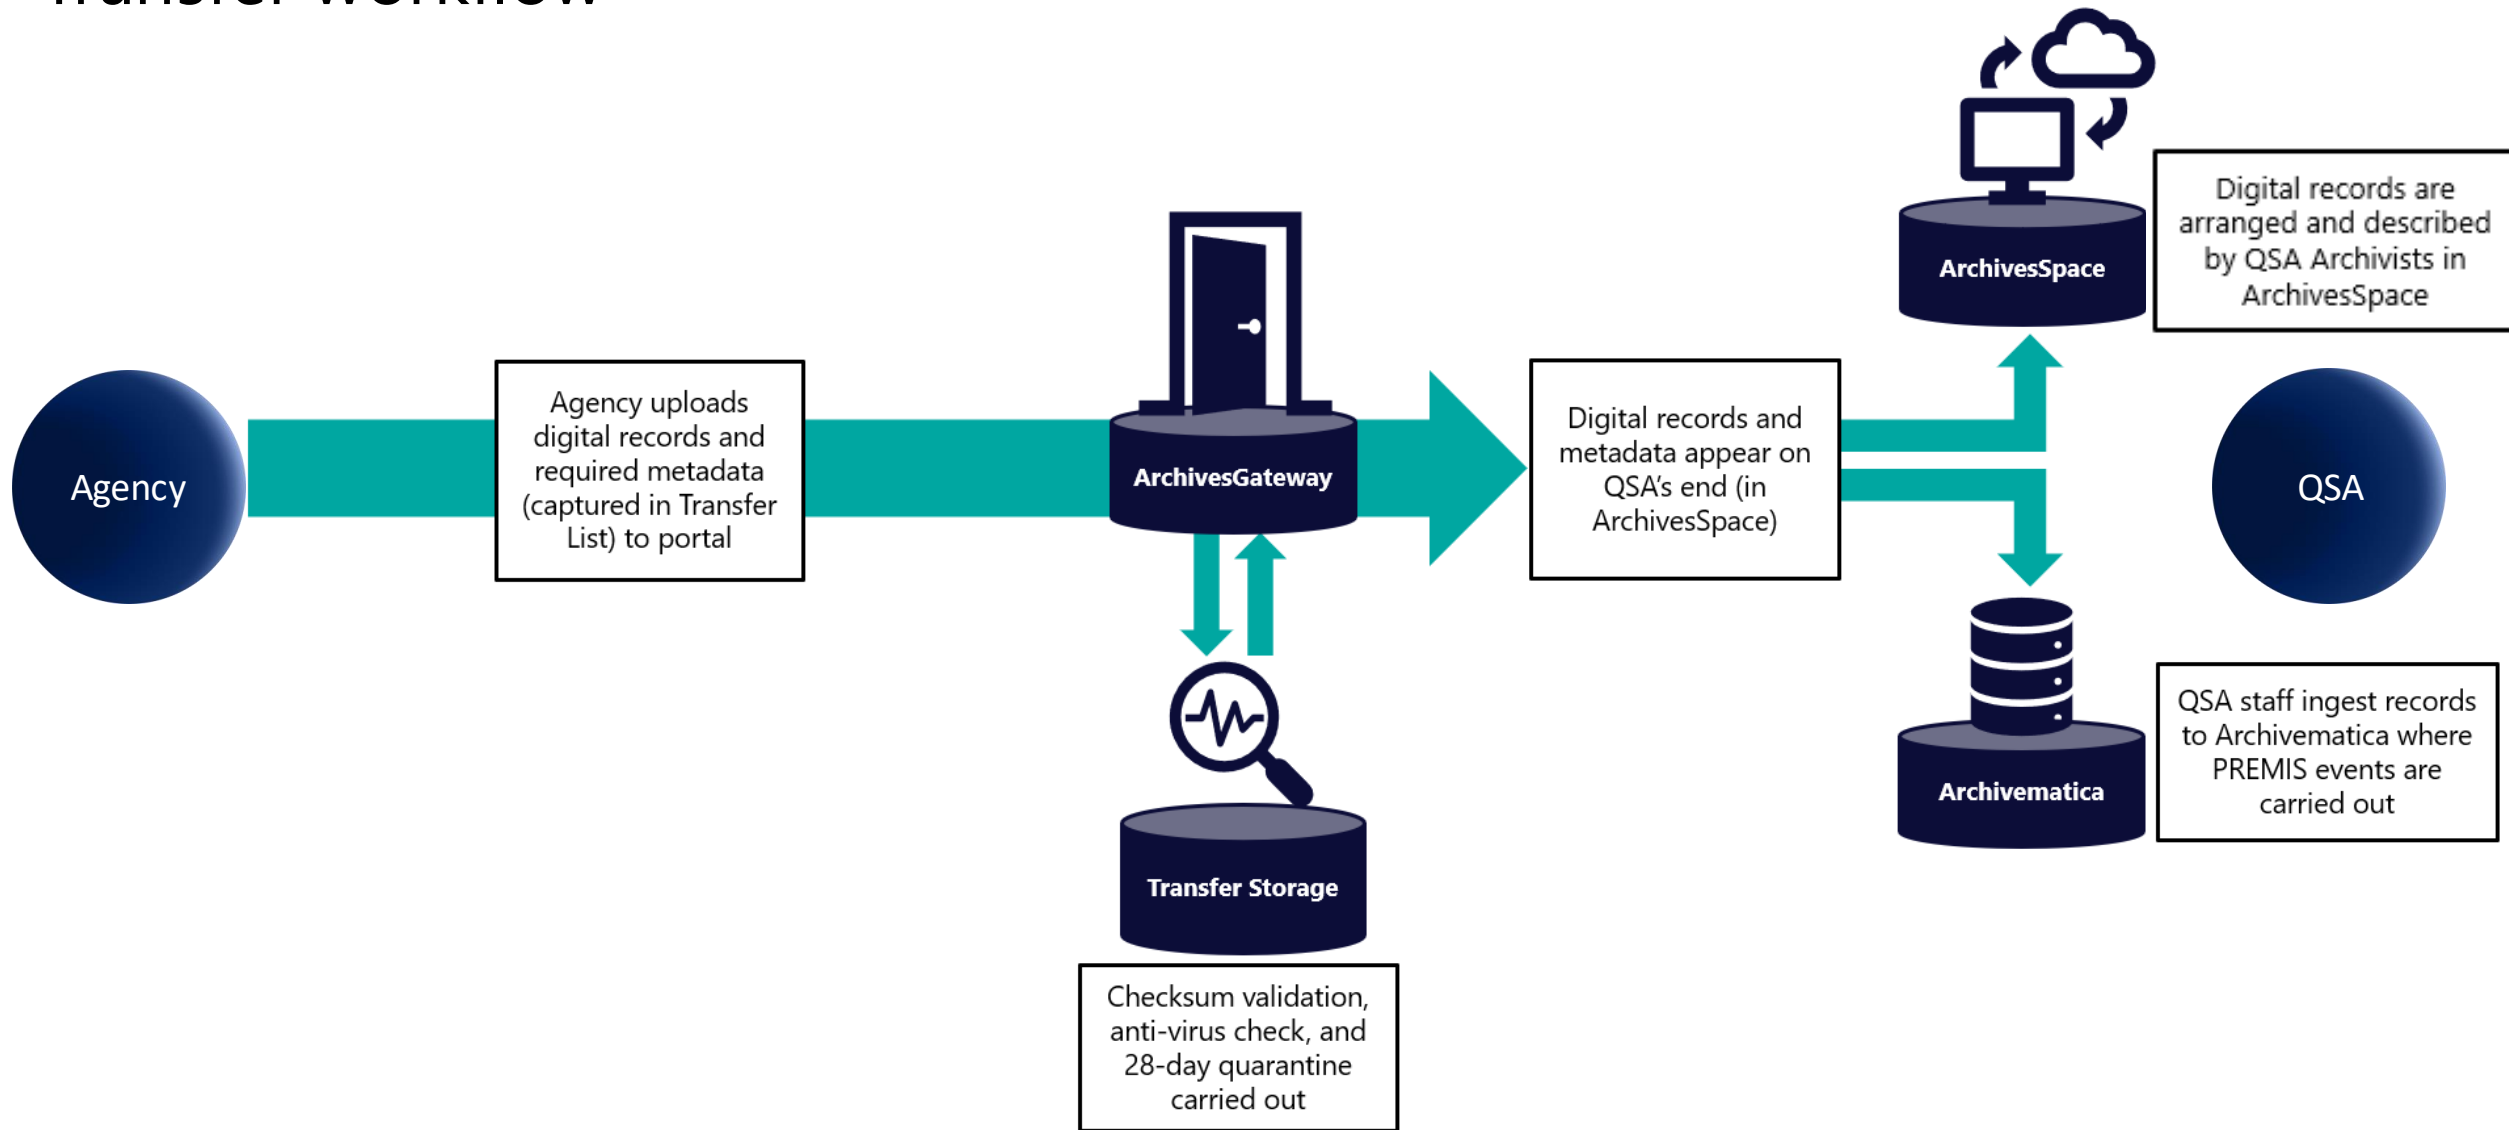 Transfer workflow
Agency
Agency uploads
digital records and
required metadata
(captured in Transfer
List) to portal
ArchivesGateway
Transfer Storage
Checksum validation,
anti-virus check, and
28-day quarantine
carried out
Digital records and
metadata appear on
QSA’s end (in
ArchivesSpace)
ArchivesSpace
Digital records are
arranged and described
by QSA Archivists in
ArchivesSpace
QSA
Archivematica
QSA staff ingest records
to Archivematica where
PREMIS events are
carried out